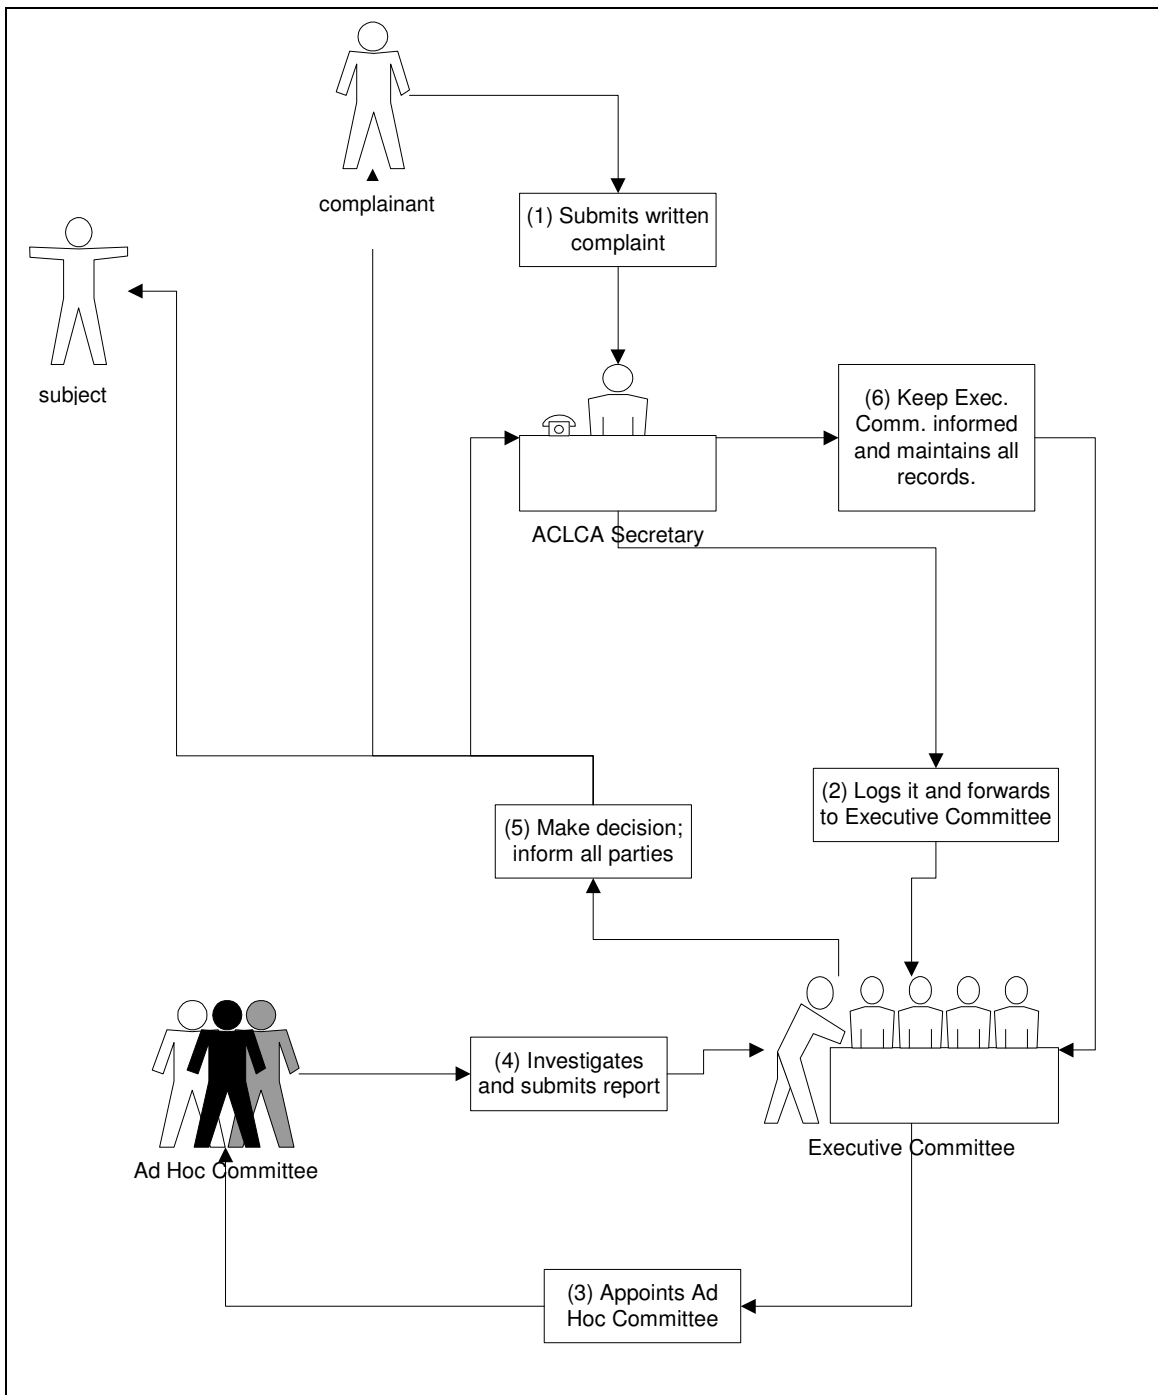 complainant
(1) Submits written
complaint
subject
(6) Keep Exec.
Comm. informed
and maintains all
records.
ACLCA Secretary
(2) Logs it and forwards
to Executive Committee
(5) Make decision;
inform all parties
(4) Investigates
and submits report
Executive Committee
Ad Hoc Committee
(3) Appoints Ad
Hoc Committee